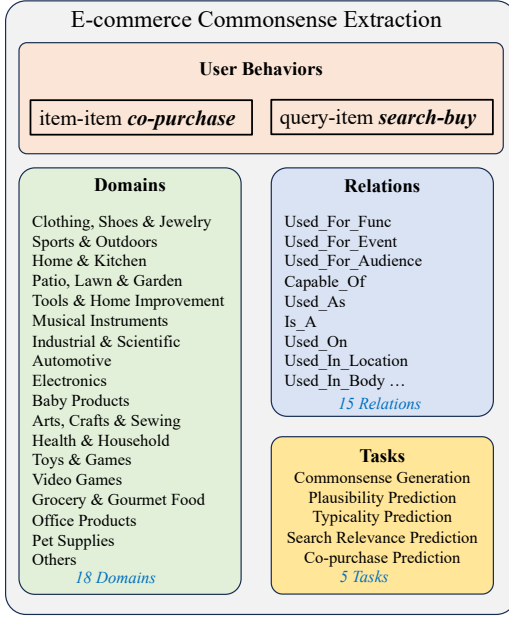 E-commerce Commonsense Extraction
User Behaviors
item-item co-purchase
query-item search-buy
Domains
Clothing, Shoes & Jewelry
Sports & Outdoors
Home & Kitchen
Patio, Lawn & Garden
Tools & Home Improvement
Musical Instruments
Industrial & Scientific
Automotive
Electronics
Baby Products
Arts, Crafts & Sewing
Health & Household
Toys & Games
Video Games
Grocery & Gourmet Food
Office Products
Pet Supplies
Others
18 Domains
Relations
Used_For_Func
Used_For_Event
Used_For_Audience
Capable_Of
Used_As
Is_A
Used_On
Used_In_Location
Used_In_Body ...
15 Relations
Tasks
Commonsense Generation
Plausibility Prediction
Typicality Prediction
Search Relevance Prediction
Co-purchase Prediction
5 Tasks